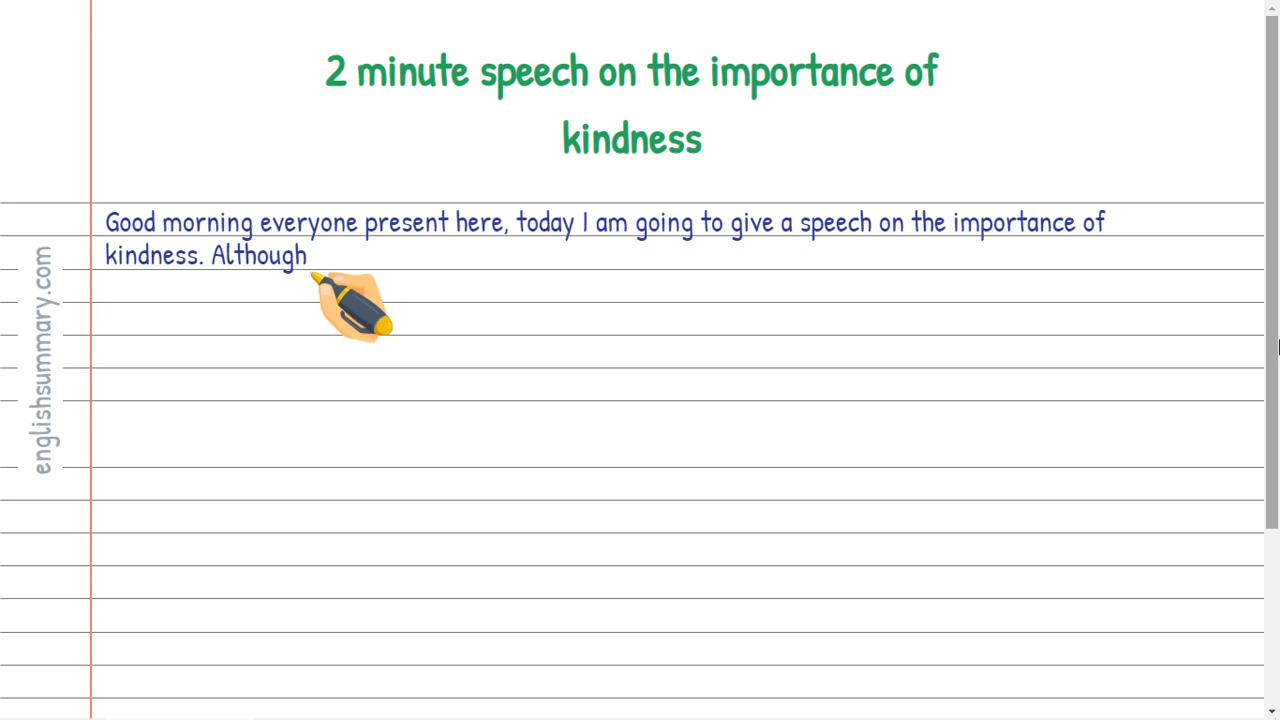 2 minute speech on the importance of
kindness
Good morning everyone present here, today I am going to give a speech on the importance of
kindness. Although
englishsummary.com